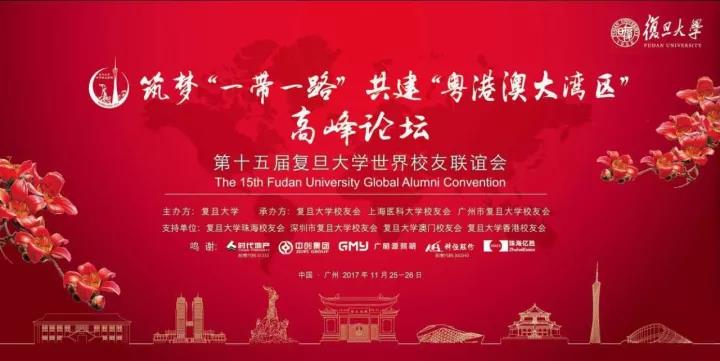 復旦大學
FUDAN UNIVERSITY
筑梦“一带一路” 共建“粤港澳大湾区”
高峰论坛
第十五届复旦大学世界校友联谊会
The 15th Fudan University Global Alumni Convention
主办方：复旦大学 承办方：复旦大学校友会 上海医科大学校友会 广州市复旦大学校友会
支持单位：复旦大学珠海校友会 深圳市复旦大学校友会 复旦大学澳门校友会 复旦大学香港校友会
鸣 谢： 时代地产 中创集团 GMY 广明源照明 科恒股份 珠海亿胜
中国·广州 2017年11月25-26日